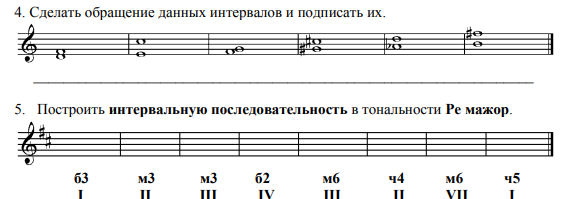 4. Сделать обращение данных интервалов и подписать их.
5. Построить интервальную последовательность в тональности Ре мажор.
б3 м3 м3 б2 м6 ч4 м6 ч5
I II III IV III II VII I